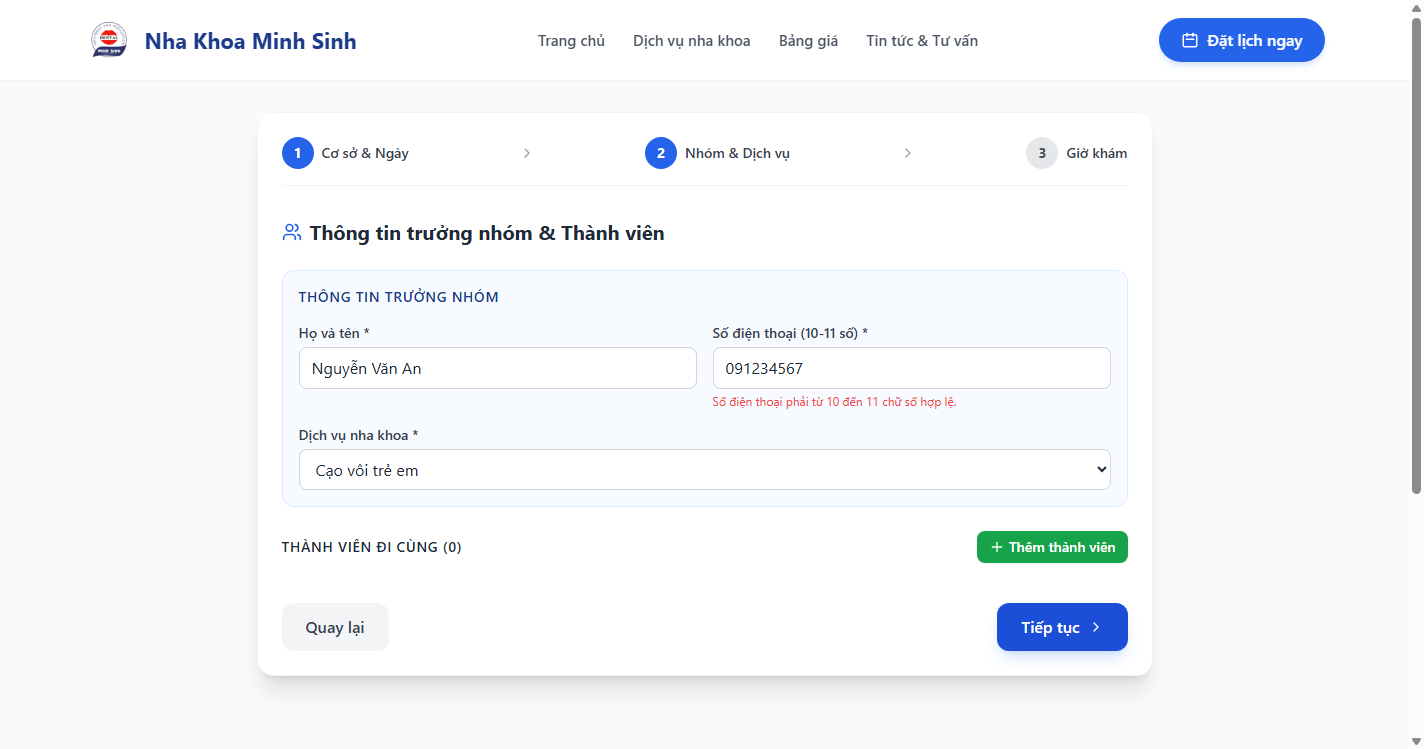 Nha Khoa Minh Sinh
Trang chủ
Dịch vụ nha khoa
Bảng giá
Tin tức & Tư vấn
Đặt lịch ngay
1 Cơ sở & Ngày
2 Nhóm & Dịch vụ
3 Giờ khám
Thông tin trưởng nhóm & Thành viên
THÔNG TIN TRƯỞNG NHÓM
Họ và tên *
Nguyễn Văn An
Số điện thoại (10-11 số) *
091234567
Số điện thoại phải từ 10 đến 11 chữ số hợp lệ.
Dịch vụ nha khoa *
Cạo vôi trẻ em
THÀNH VIÊN ĐI CÙNG (0)
+ Thêm thành viên
Quay lại
Tiếp tục